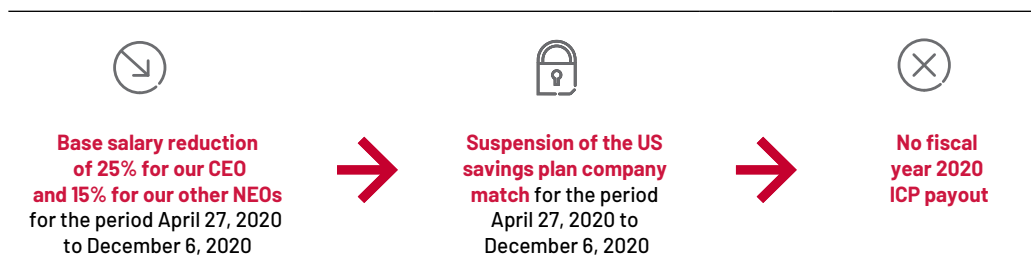 Base salary reduction
of 25% for our CEO
and 15% for our other NEOs
for the period April 27, 2020
to December 6, 2020
Suspension of the US
savings plan company
match for the period
April 27, 2020 to
December 6, 2020
No fiscal
year 2020
ICP payout